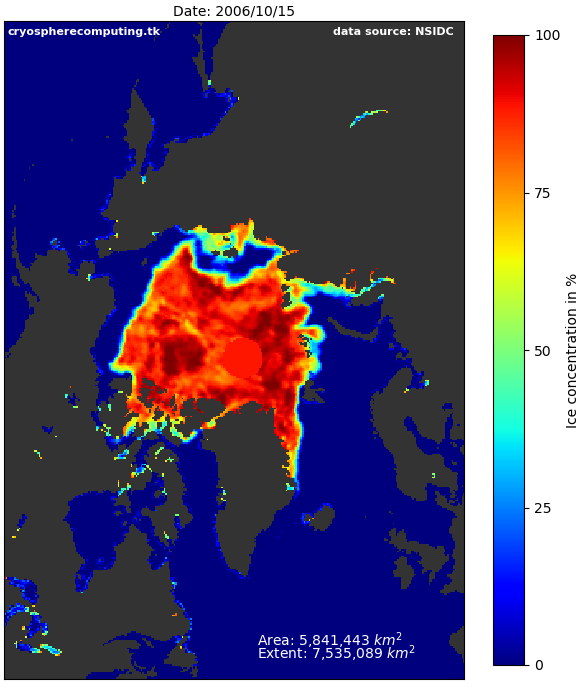 Date: 2006/10/15
cryospherecomputing.tk
data source: NSIDC
100
75
50
25
0
Ice concentration in %
Area: 5,841,443 km²
Extent: 7,535,089 km²